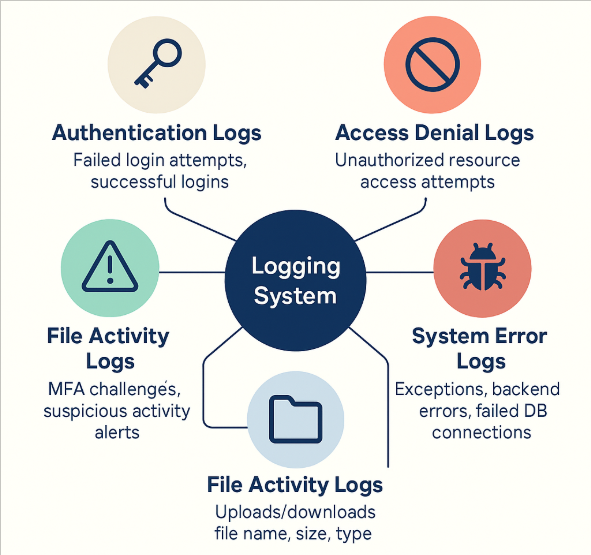 Authentication Logs
Failed login attempts,
successful logins
Access Denial Logs
Unauthorized resource
access attempts
Logging
System
File Activity
Logs
MFA challenges,
suspicious activity
alerts
System Error
Logs
Exceptions, backend
errors, failed DB
connections
File Activity Logs
Uploads/downloads
file name, size, type